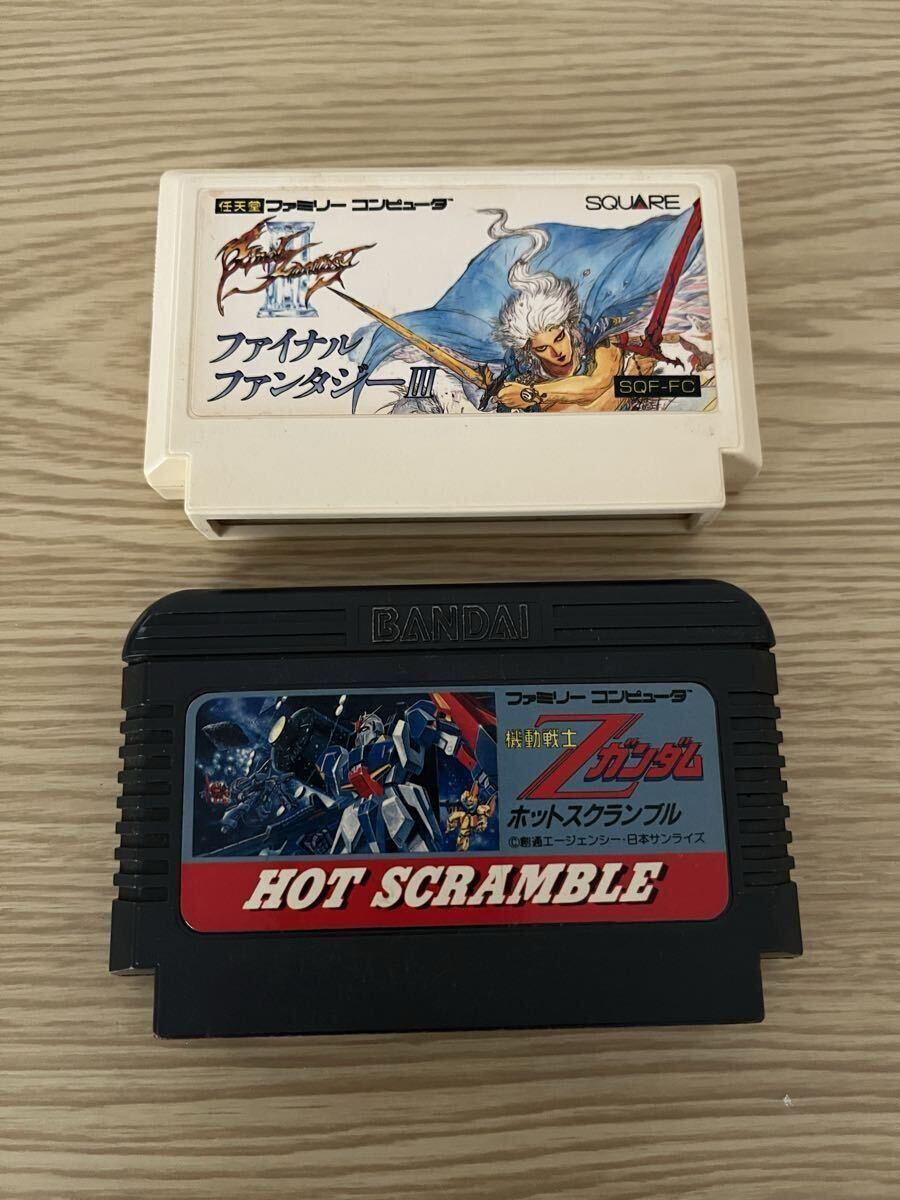 任天堂 ファミリー コンピュータ
SQUARE
FINAL FANTASY
III
ファイナル
ファンタジーIII
SQF-FC
BANDAI
ファミリー コンピュータ
機動戦士
Zガンダム
ホットスクランブル
©創通エージェンシー・日本サンライズ
HOT SCRAMBLE